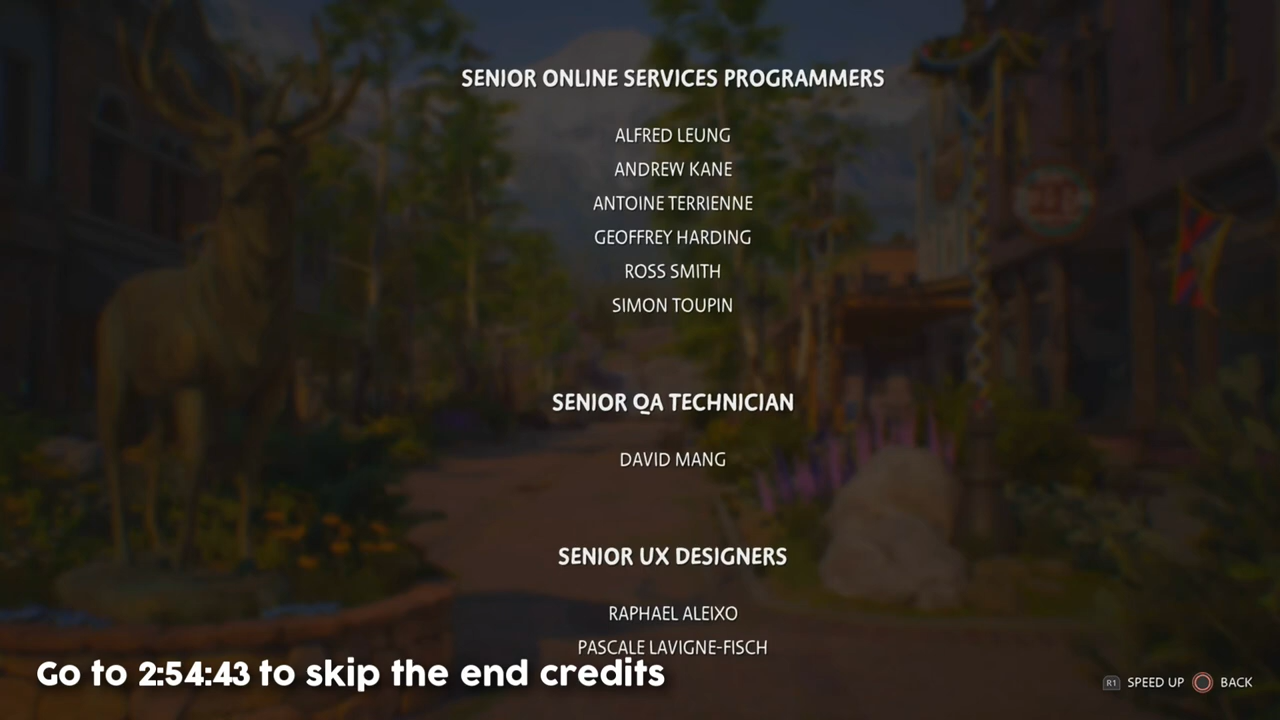 SENIOR ONLINE SERVICES PROGRAMMERS
ALFRED LEUNG
ANDREW KANE
ANTOINE TERRIENNE
GEOFFREY HARDING
ROSS SMITH
SIMON TOUPIN
SENIOR QA TECHNICIAN
DAVID MANG
SENIOR UX DESIGNERS
RAPHAEL ALEIXO
PASCALE LAVIGNE-FISCH
Go to 2:54:43 to skip the end credits
R1 SPEED UP BACK